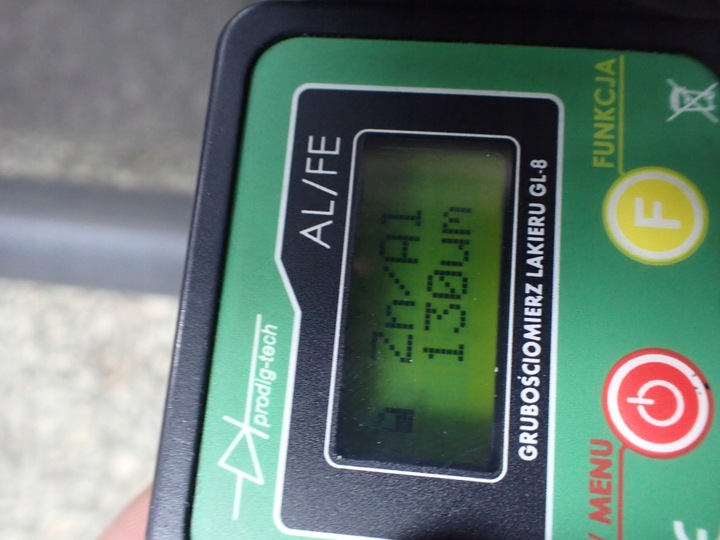 prodig-tech
AL/FE
Zn/Al
130um
GRUBOŚCIOMIERZ LAKIERU GL-8
MENU
FUNKCJA
F